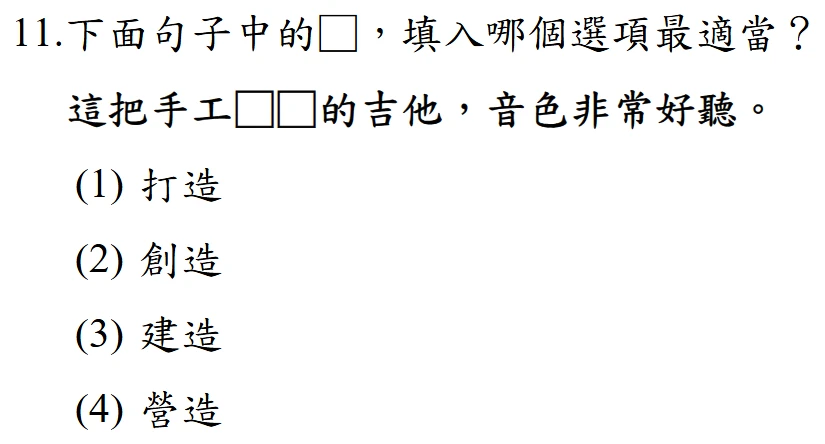 11.下面句子中的□，填入哪個選項最適當？
這把手工□□的吉他，音色非常好聽。
(1) 打造
(2) 創造
(3) 建造
(4) 營造